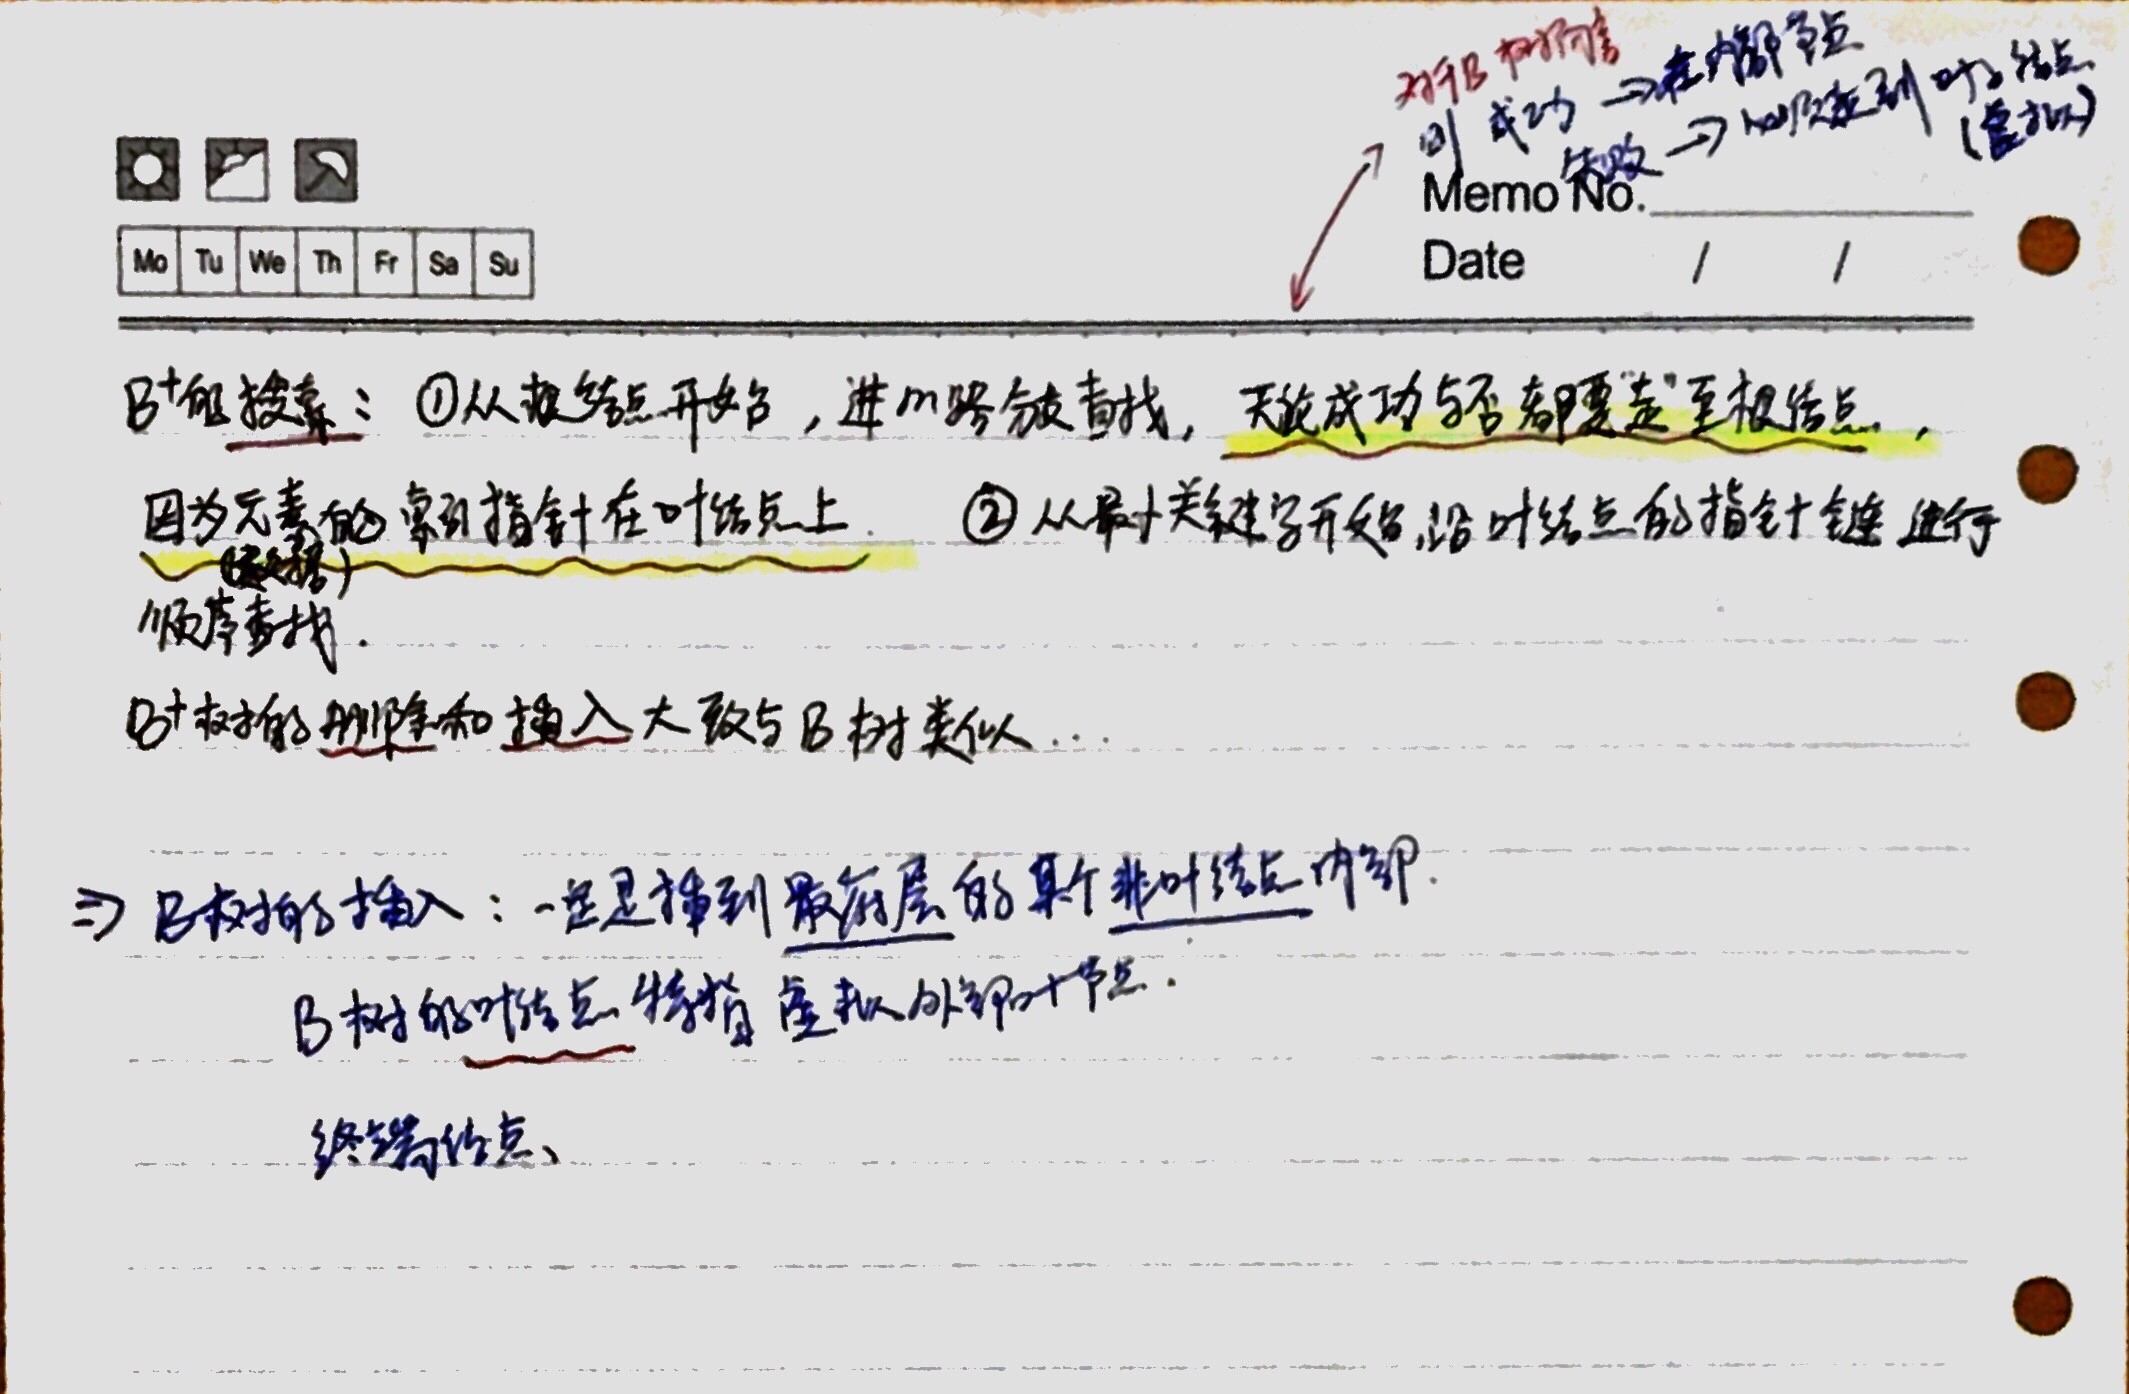 对于B树而言
则 成功 → 在内部节点
失败 → 一般走到叶子结点
(虚拟)
Memo No.
Date / /
Mo Tu We Th Fr Sa Su
B+的搜索：①从根结点开始，进m路分支查找，无论成功与否都要"走"至根结点，
因为元素的索引指针在叶结点上. ②从最小关键字开始,沿叶结点的指针链进行
(数据)
顺序查找.
B+树的删除和插入大致与B树类似...
⇒ B树的插入：一定是插到最底层的某个非叶结点内部.
B树的叶结点特指虚拟外部叶节点.
终端结点、